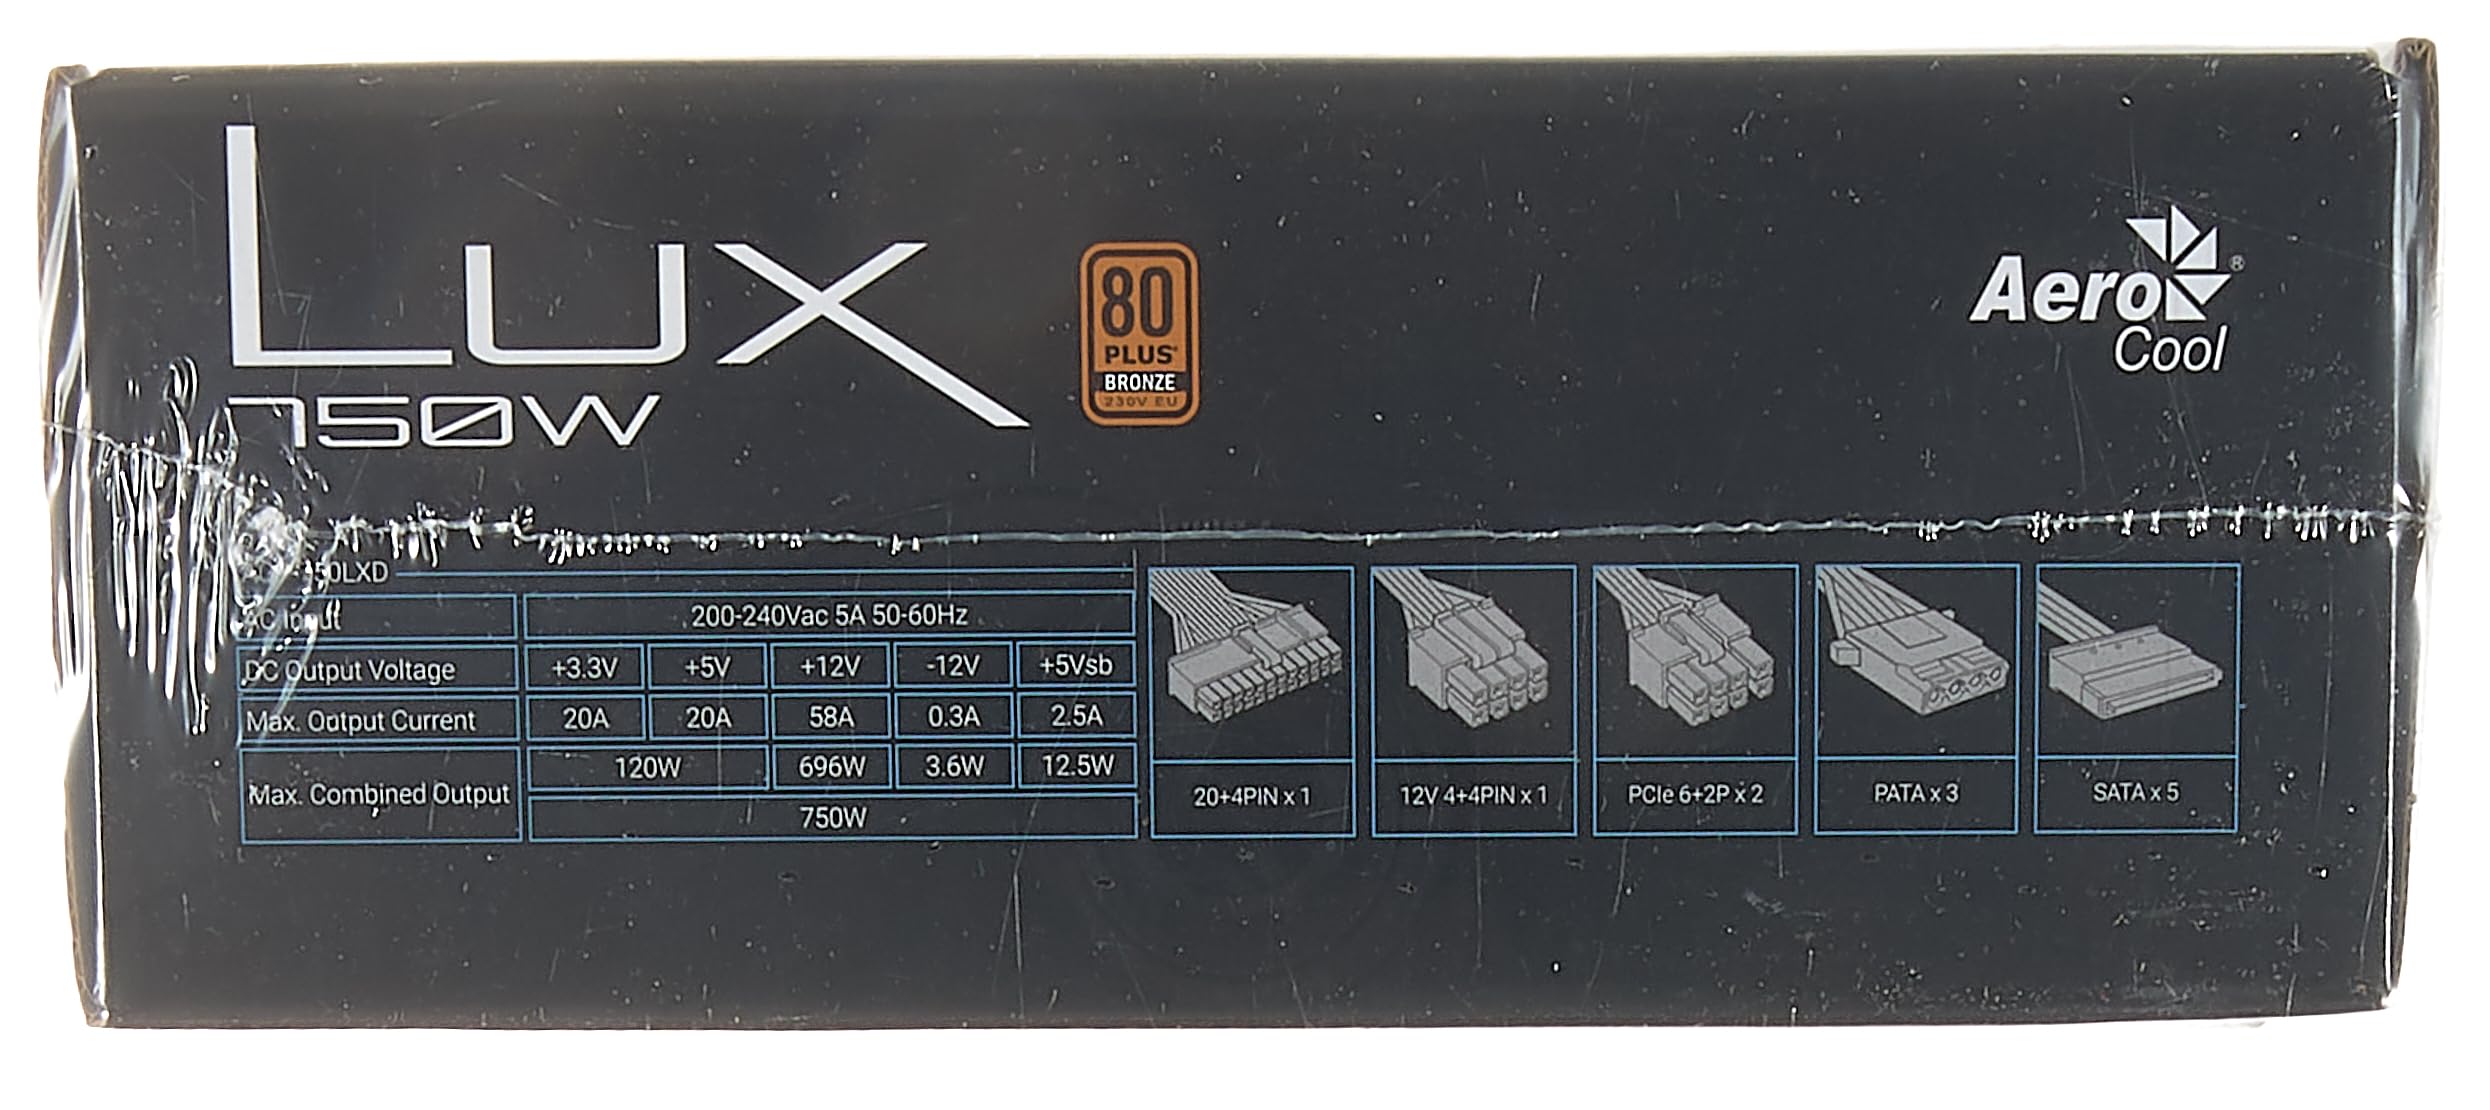 LUX
750W
80
PLUS
BRONZE
230V EU
Aero®
Cool
50LXD
AC Input 200-240Vac 5A 50-60Hz
DC Output Voltage +3.3V +5V +12V -12V +5Vsb
Max. Output Current 20A 20A 58A 0.3A 2.5A
Max. Combined Output 120W 696W 3.6W 12.5W
750W
20+4PIN x 1 12V 4+4PIN x 1 PCIe 6+2P x 2 PATA x 3 SATA x 5